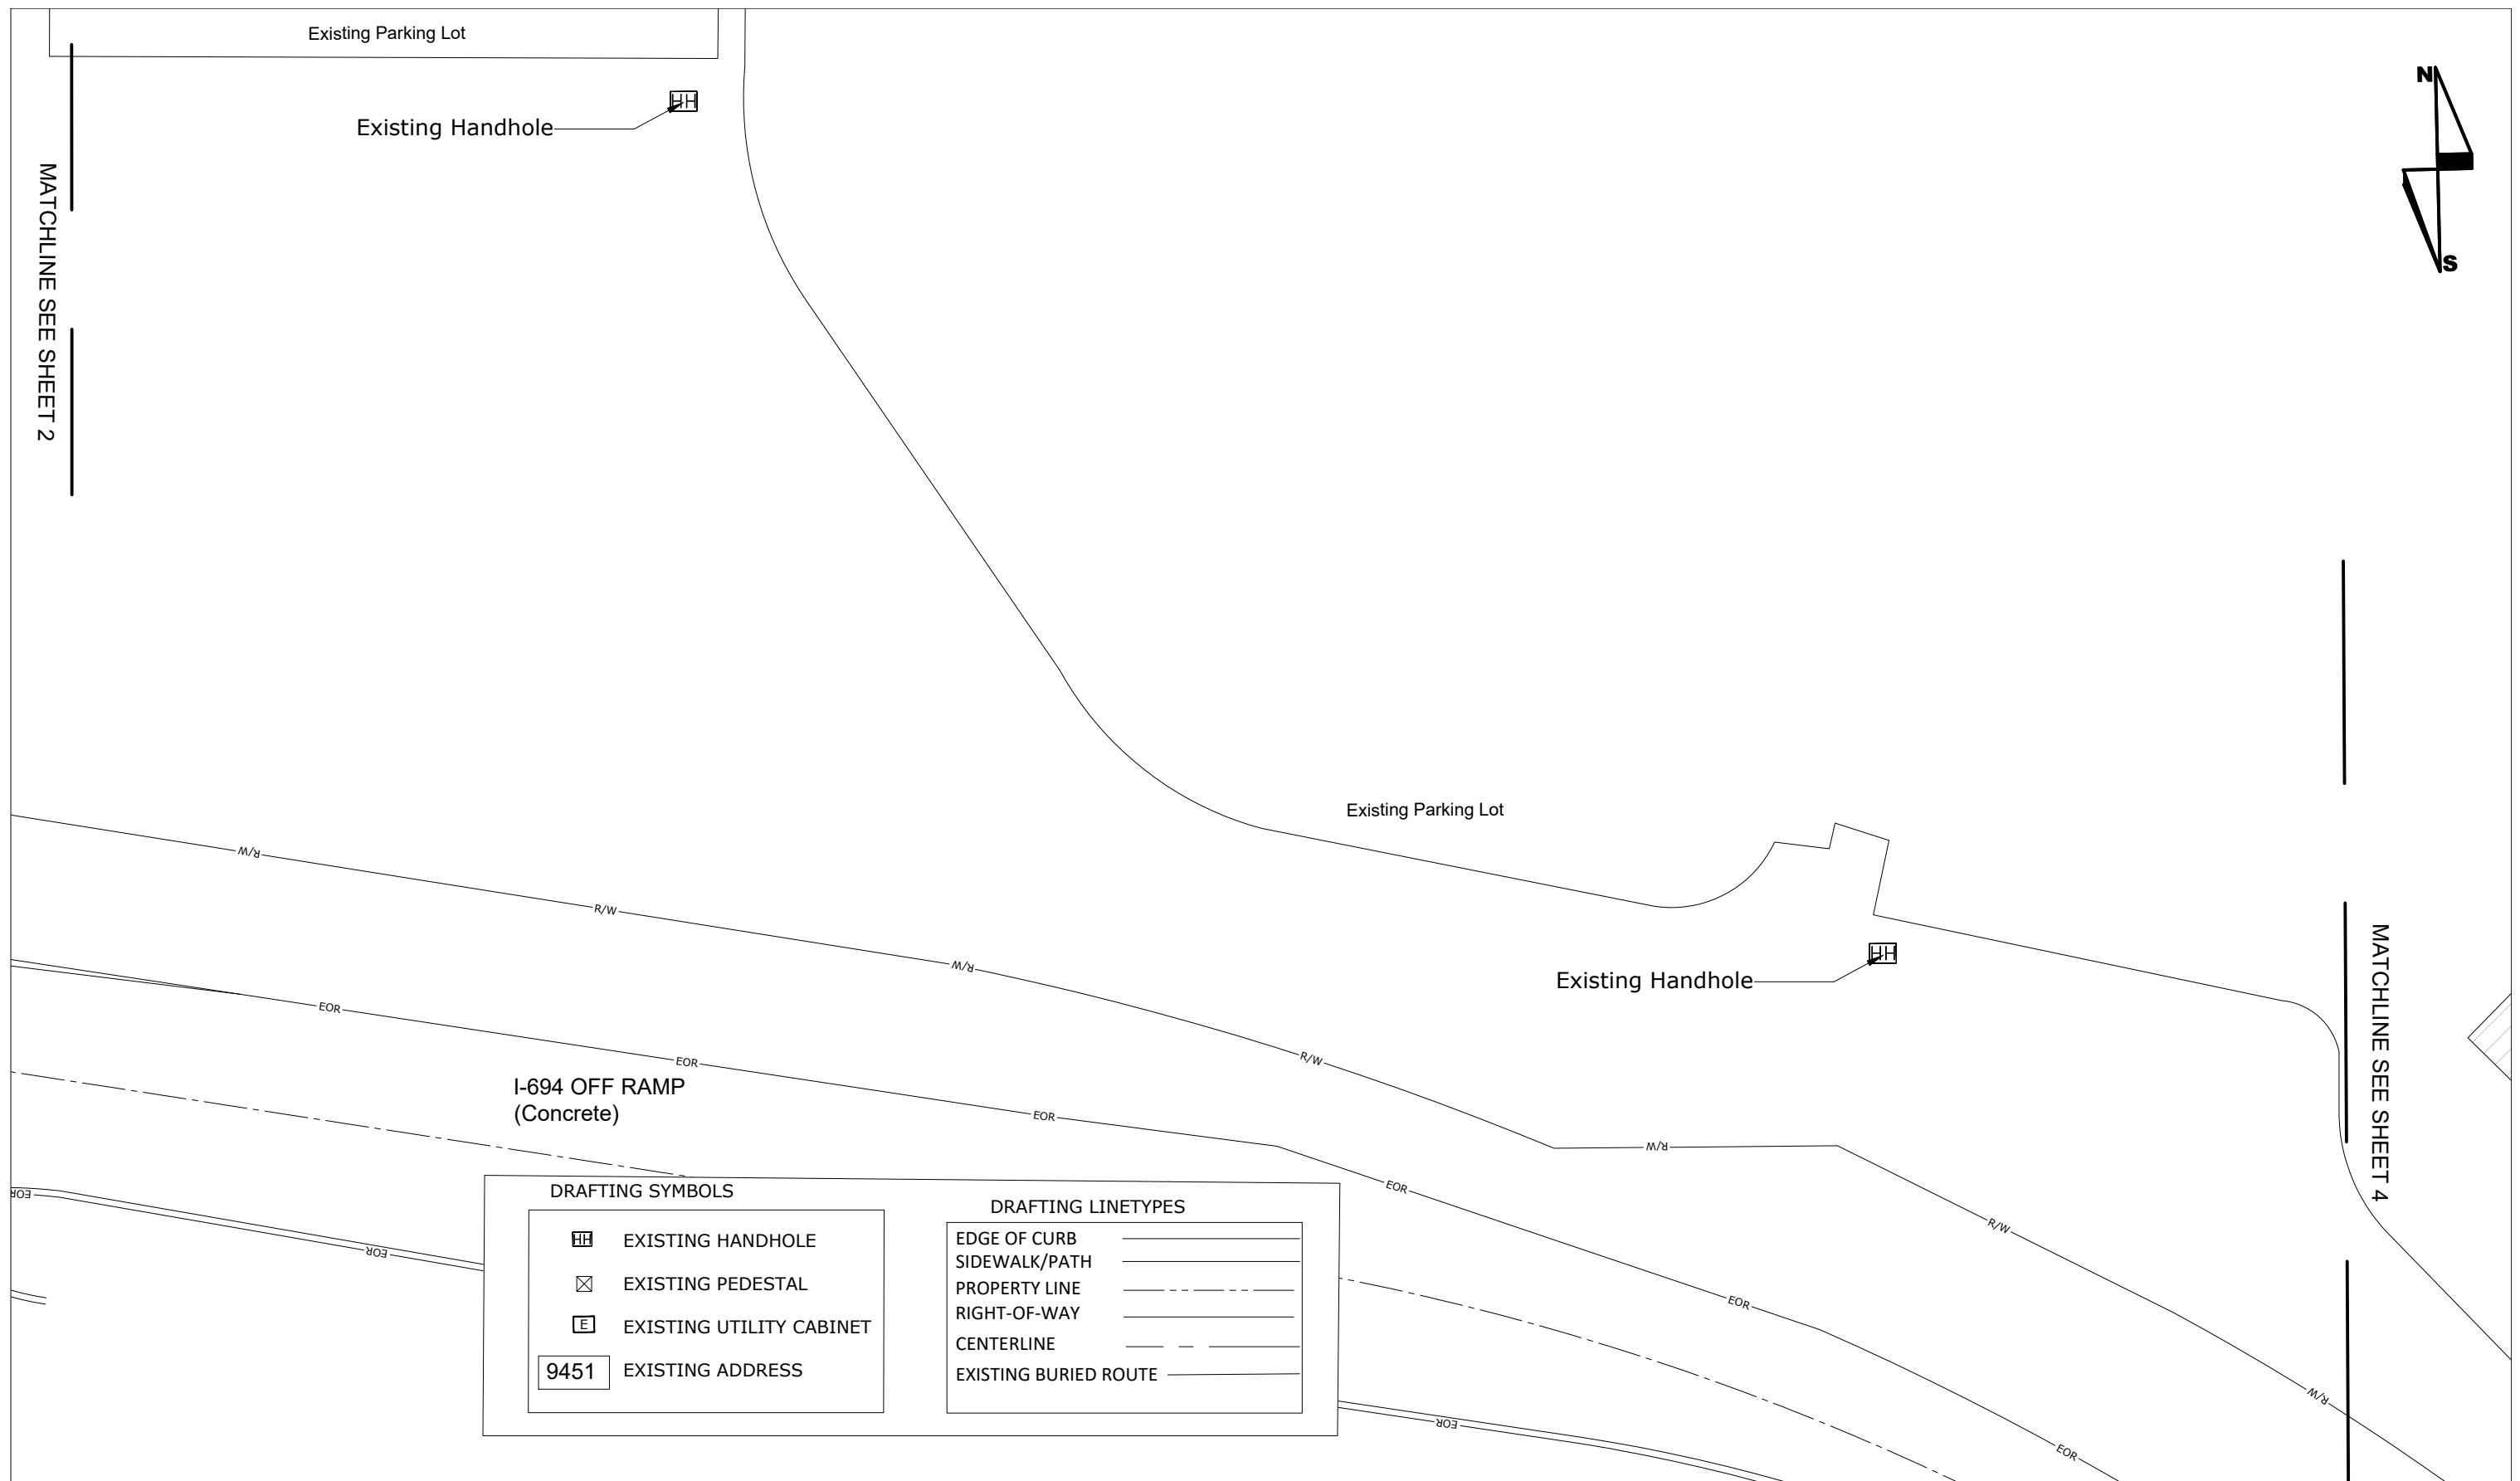 Existing Parking Lot
N
HH
Existing Handhole
MATCHLINE SEE SHEET 2
S
Existing Parking Lot
R/W
R/W
R/W
HH
Existing Handhole
MATCHLINE SEE SHEET 4
EOR
EOR
R/W
I-694 OFF RAMP
(Concrete)
EOR
R/W
EOR
EOR
R/W
EOR
EOR
R/W
EOR
EOR
DRAFTING SYMBOLS
HH EXISTING HANDHOLE
EXISTING PEDESTAL
E EXISTING UTILITY CABINET
9451 EXISTING ADDRESS
DRAFTING LINETYPES
EDGE OF CURB
SIDEWALK/PATH
PROPERTY LINE
RIGHT-OF-WAY
CENTERLINE
EXISTING BURIED ROUTE